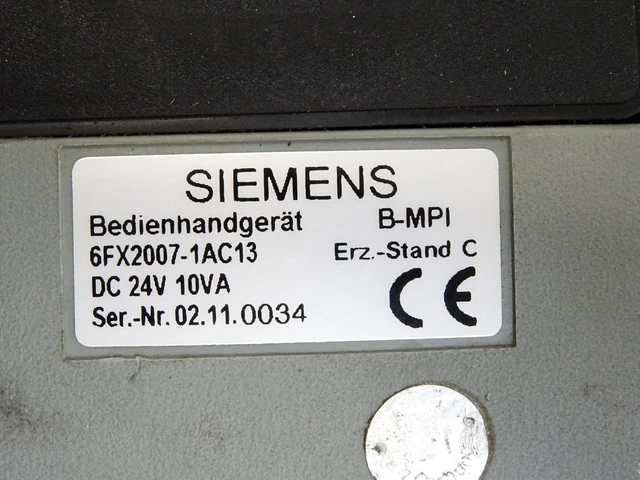 SIEMENS
Bedienhandgerät B-MPI
6FX2007-1AC13 Erz.-Stand C
DC 24V 10VA
CE
Ser.-Nr. 02.11.0034